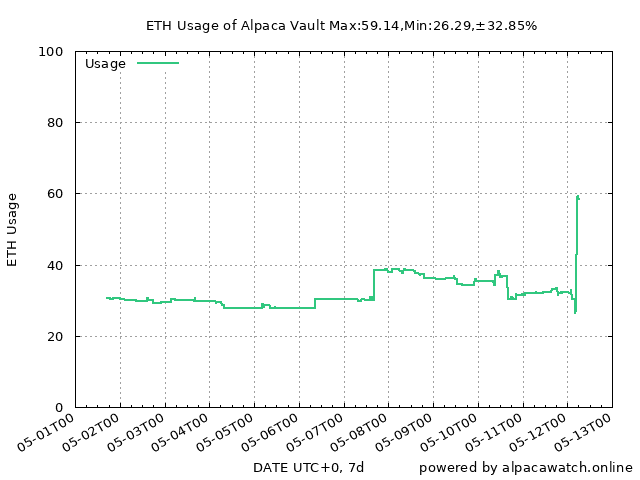 ETH Usage of Alpaca Vault Max:59.14,Min:26.29,±32.85%
Usage
100
80
60
40
20
0
ETH Usage
05-01T00
05-02T00
05-03T00
05-04T00
05-05T00
05-06T00
05-07T00
05-08T00
05-09T00
05-10T00
05-11T00
05-12T00
05-13T00
DATE UTC+0, 7d
powered by alpacawatch.online